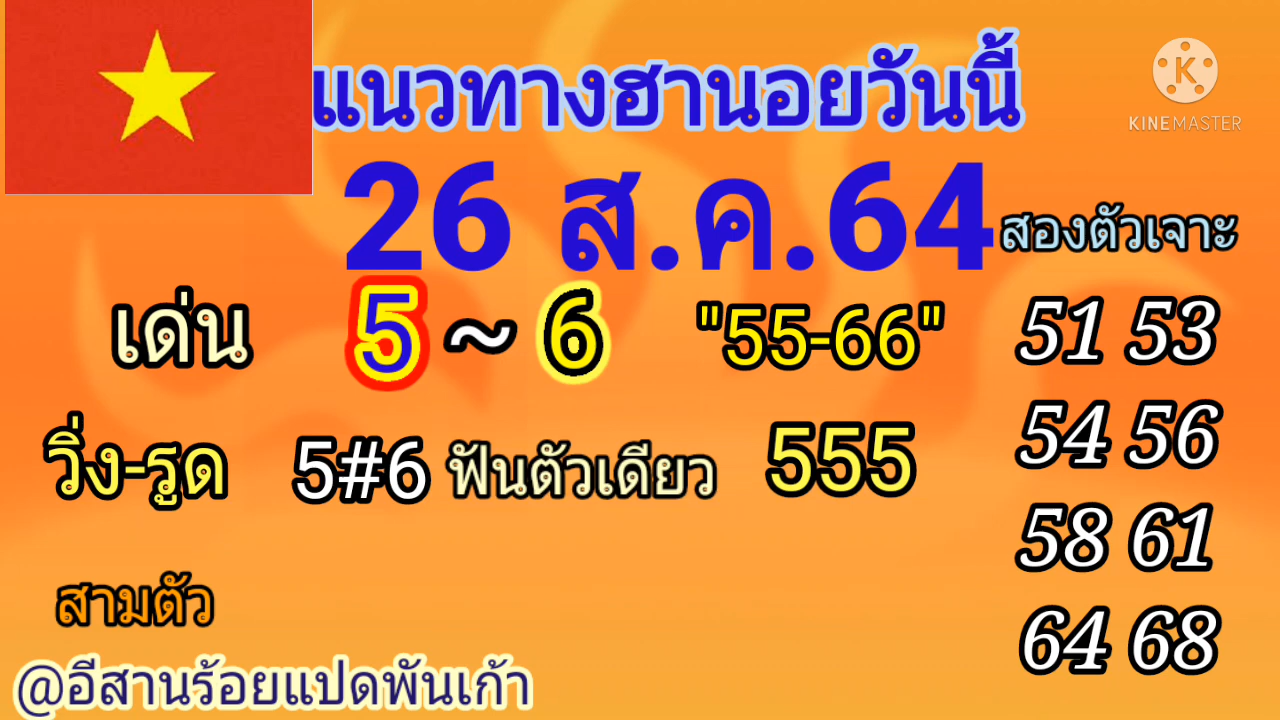 แนวทางฮานอยวันนี้
KINEMASTER
26 ส.ค.64
สองตัวเจาะ
เด่น 5 ~ 6 "55-66"
51 53
วิ่ง-รูด 5#6 ฟันตัวเดียว 555
54 56
58 61
สามตัว
64 68
@อีสานร้อยแปดพันเก้า